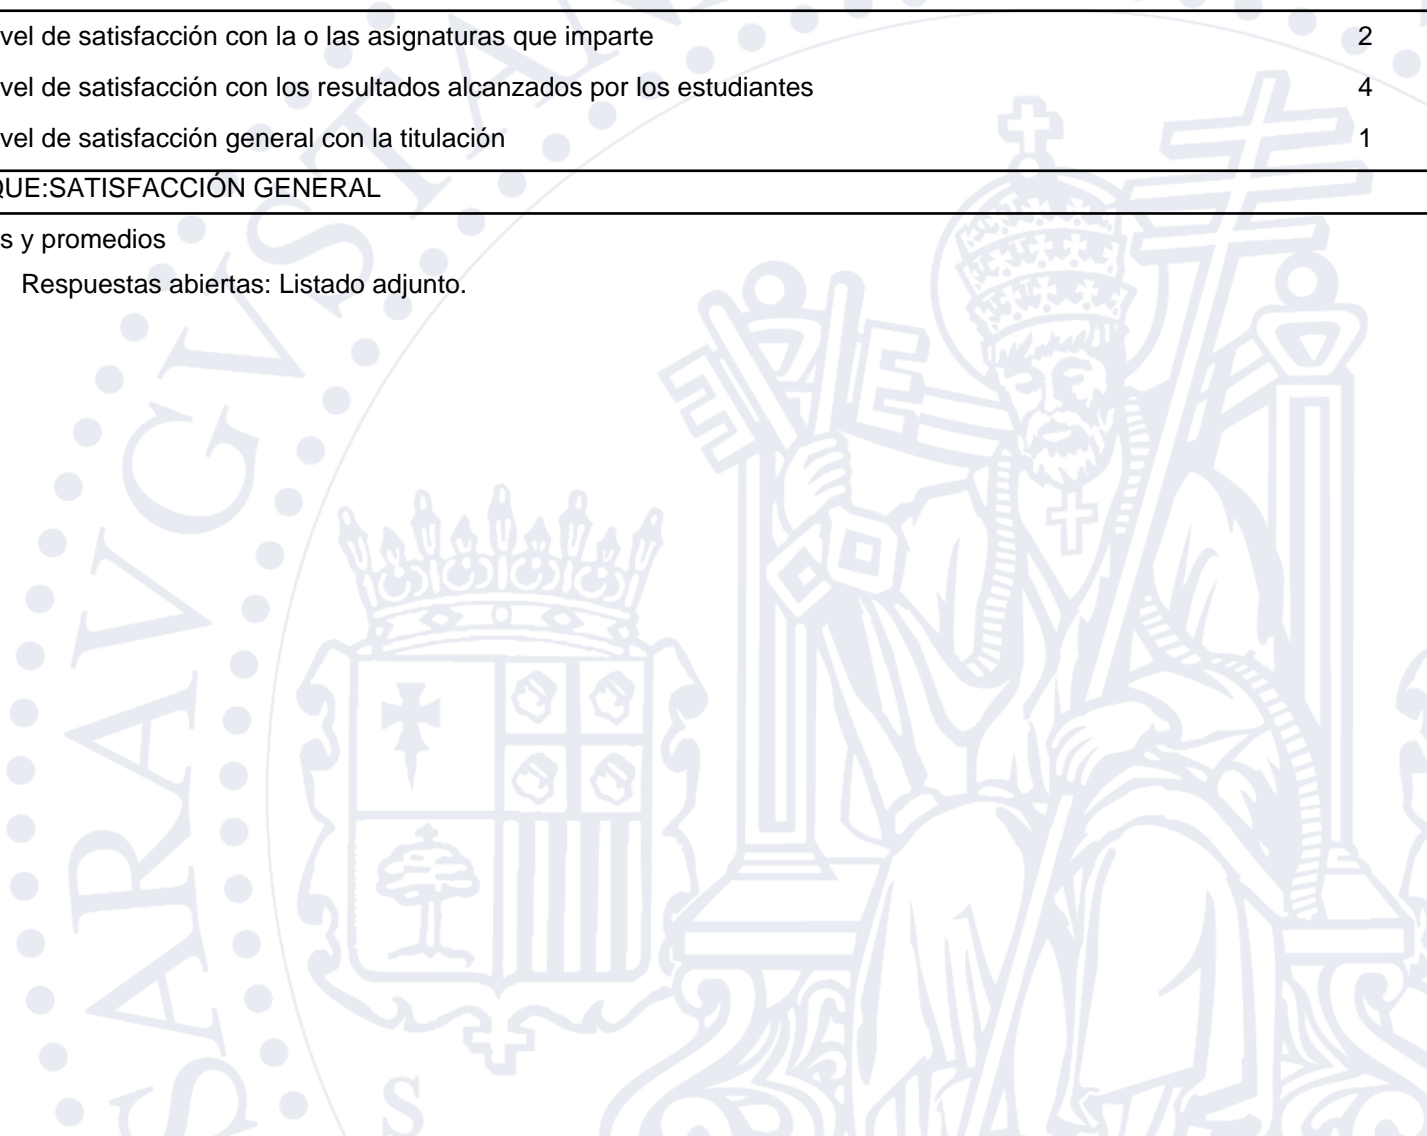 vel de satisfacción con la o las asignaturas que imparte 2
vel de satisfacción con los resultados alcanzados por los estudiantes 4
vel de satisfacción general con la titulación 1
QUE:SATISFACCIÓN GENERAL
s y promedios
Respuestas abiertas: Listado adjunto.
SARAVGVSTAN
S